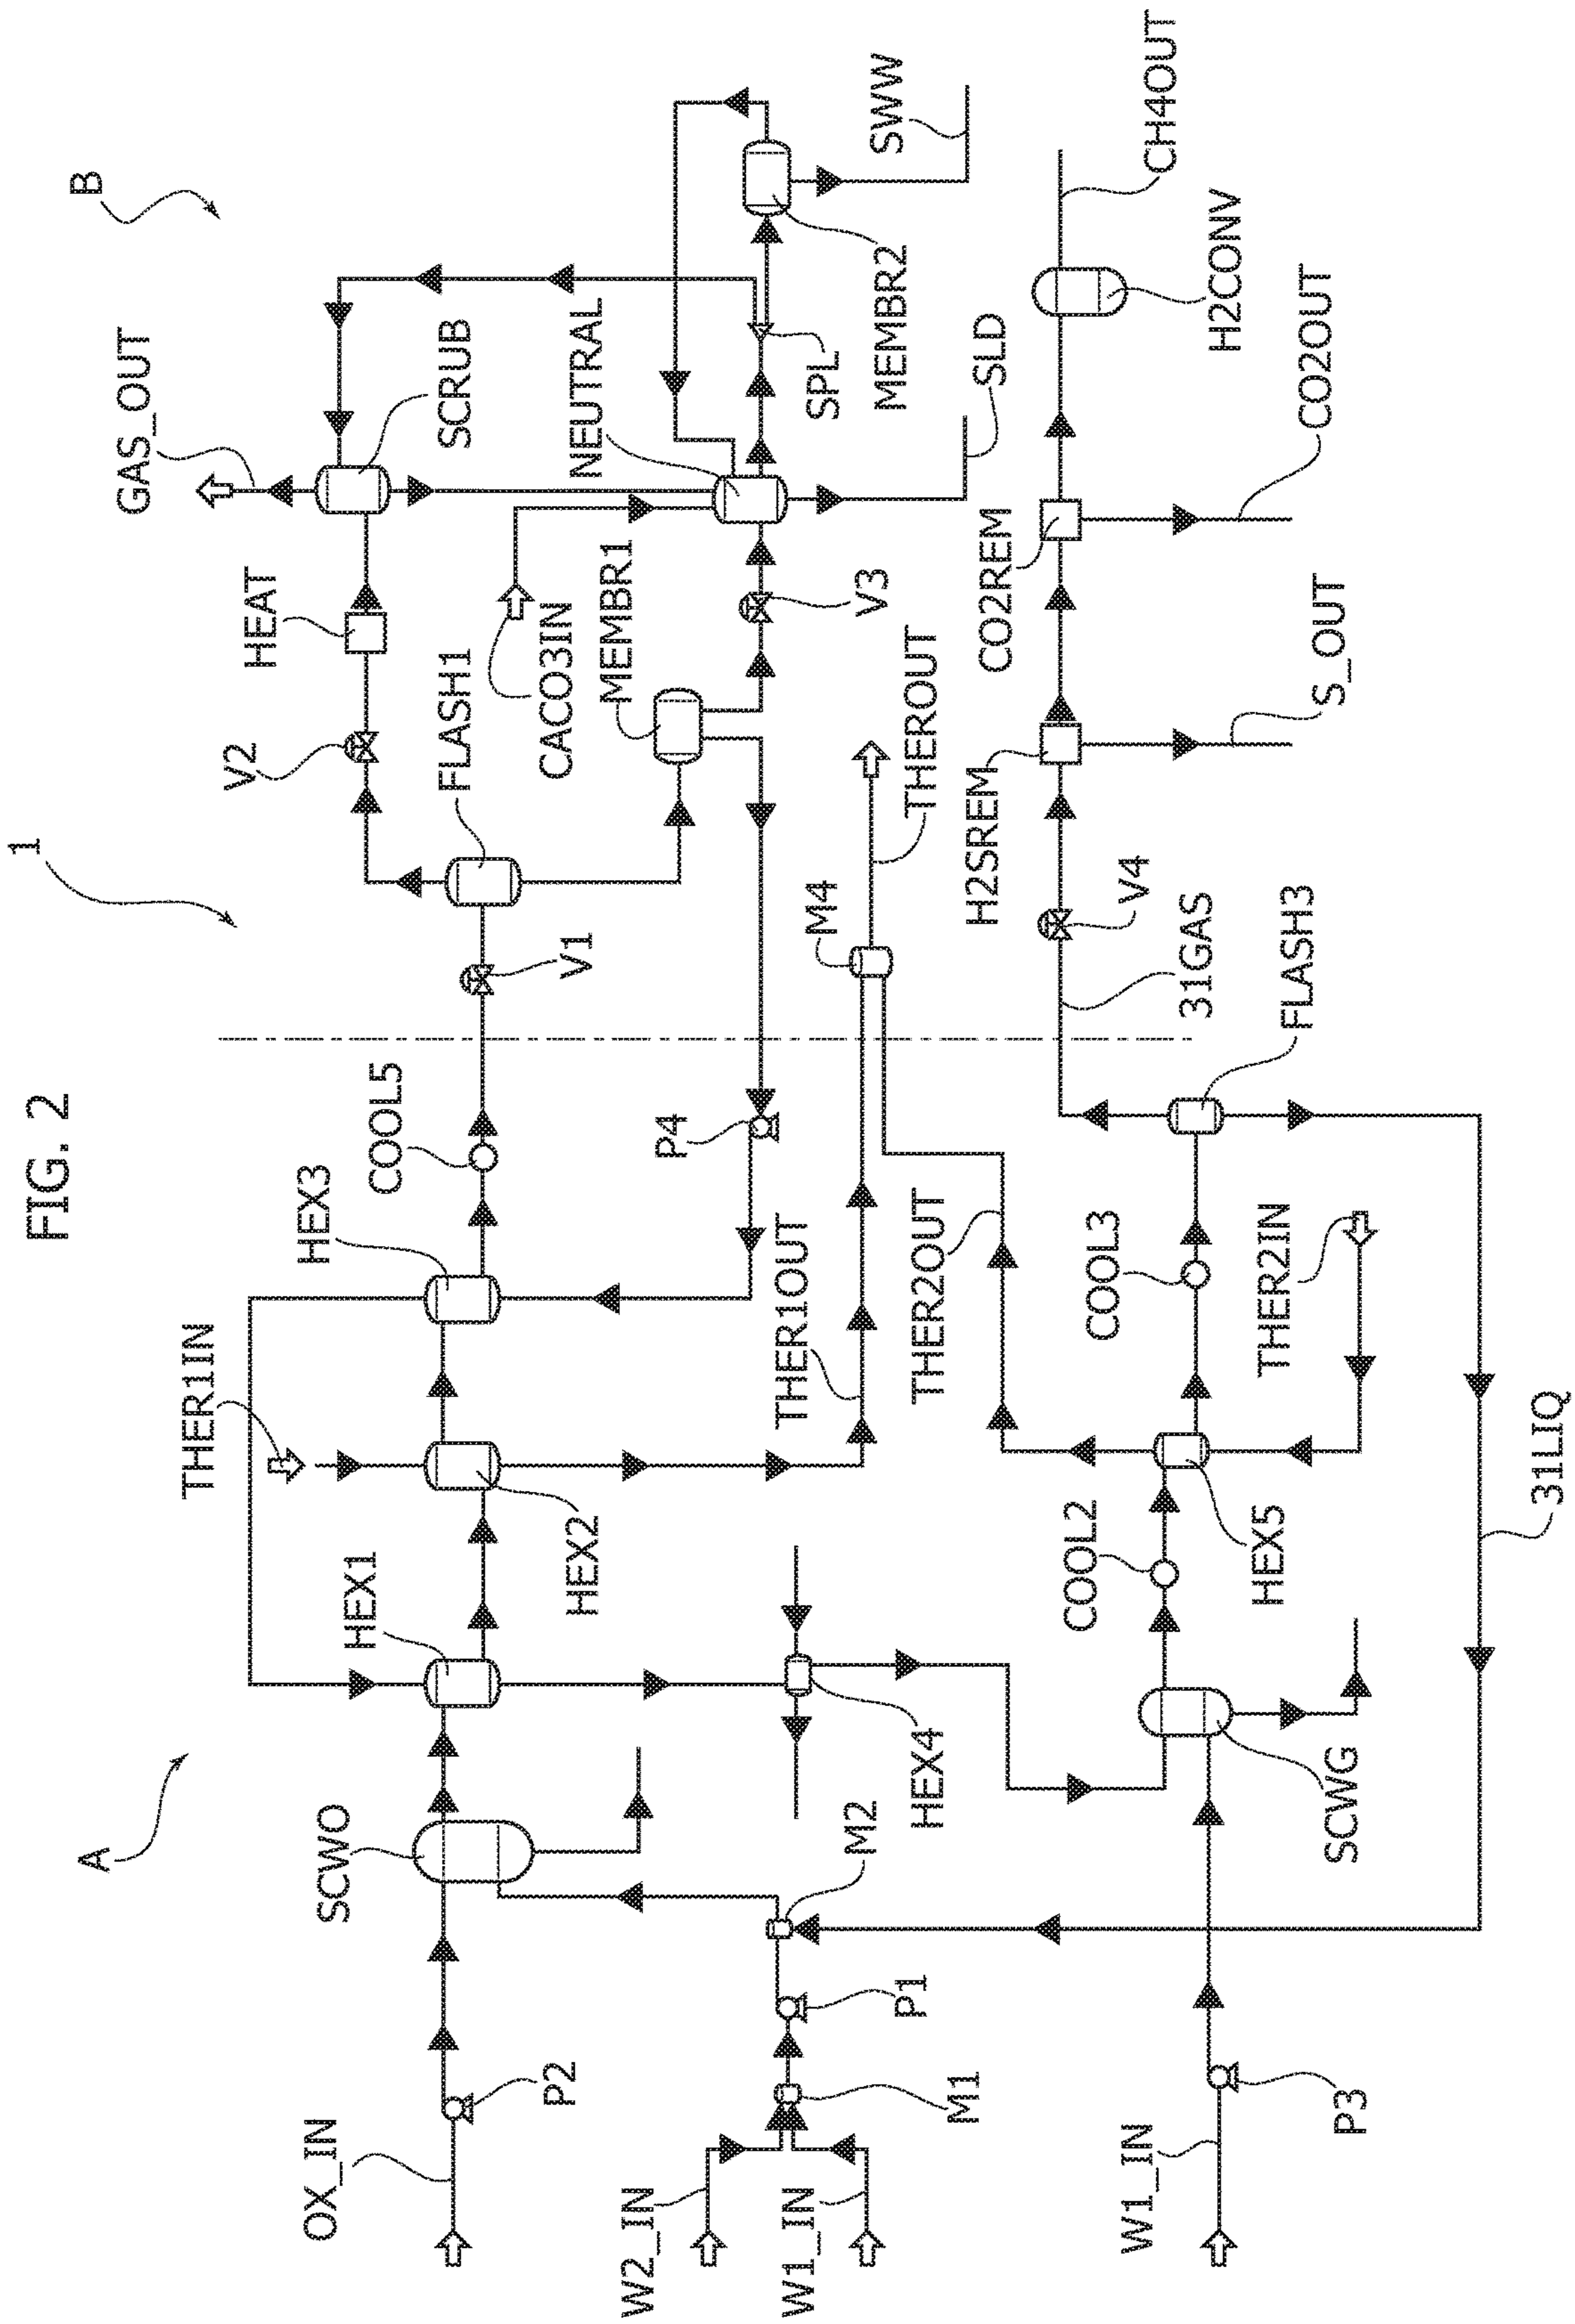 FIG. 2
1
A
B
OX_IN
P2
SCWO
HEX1
THER1IN
HEX2
HEX3
COOL5
V1
V2
FLASH1
HEAT
GAS_OUT
SCRUB
NEUTRAL
CACO3IN
MEMBR1
V3
SPL
MEMBR2
SWW
SLD
W2_IN
W1_IN
M1
P1
M2
HEX4
P4
THER1OUT
THER2OUT
M4
THEROUT
W1_IN
P3
SCWG
COOL2
HEX5
COOL3
THER2IN
FLASH3
31LIQ
31GAS
V4
H2SREM
S_OUT
CO2REM
CO2OUT
H2CONV
CH4OUT